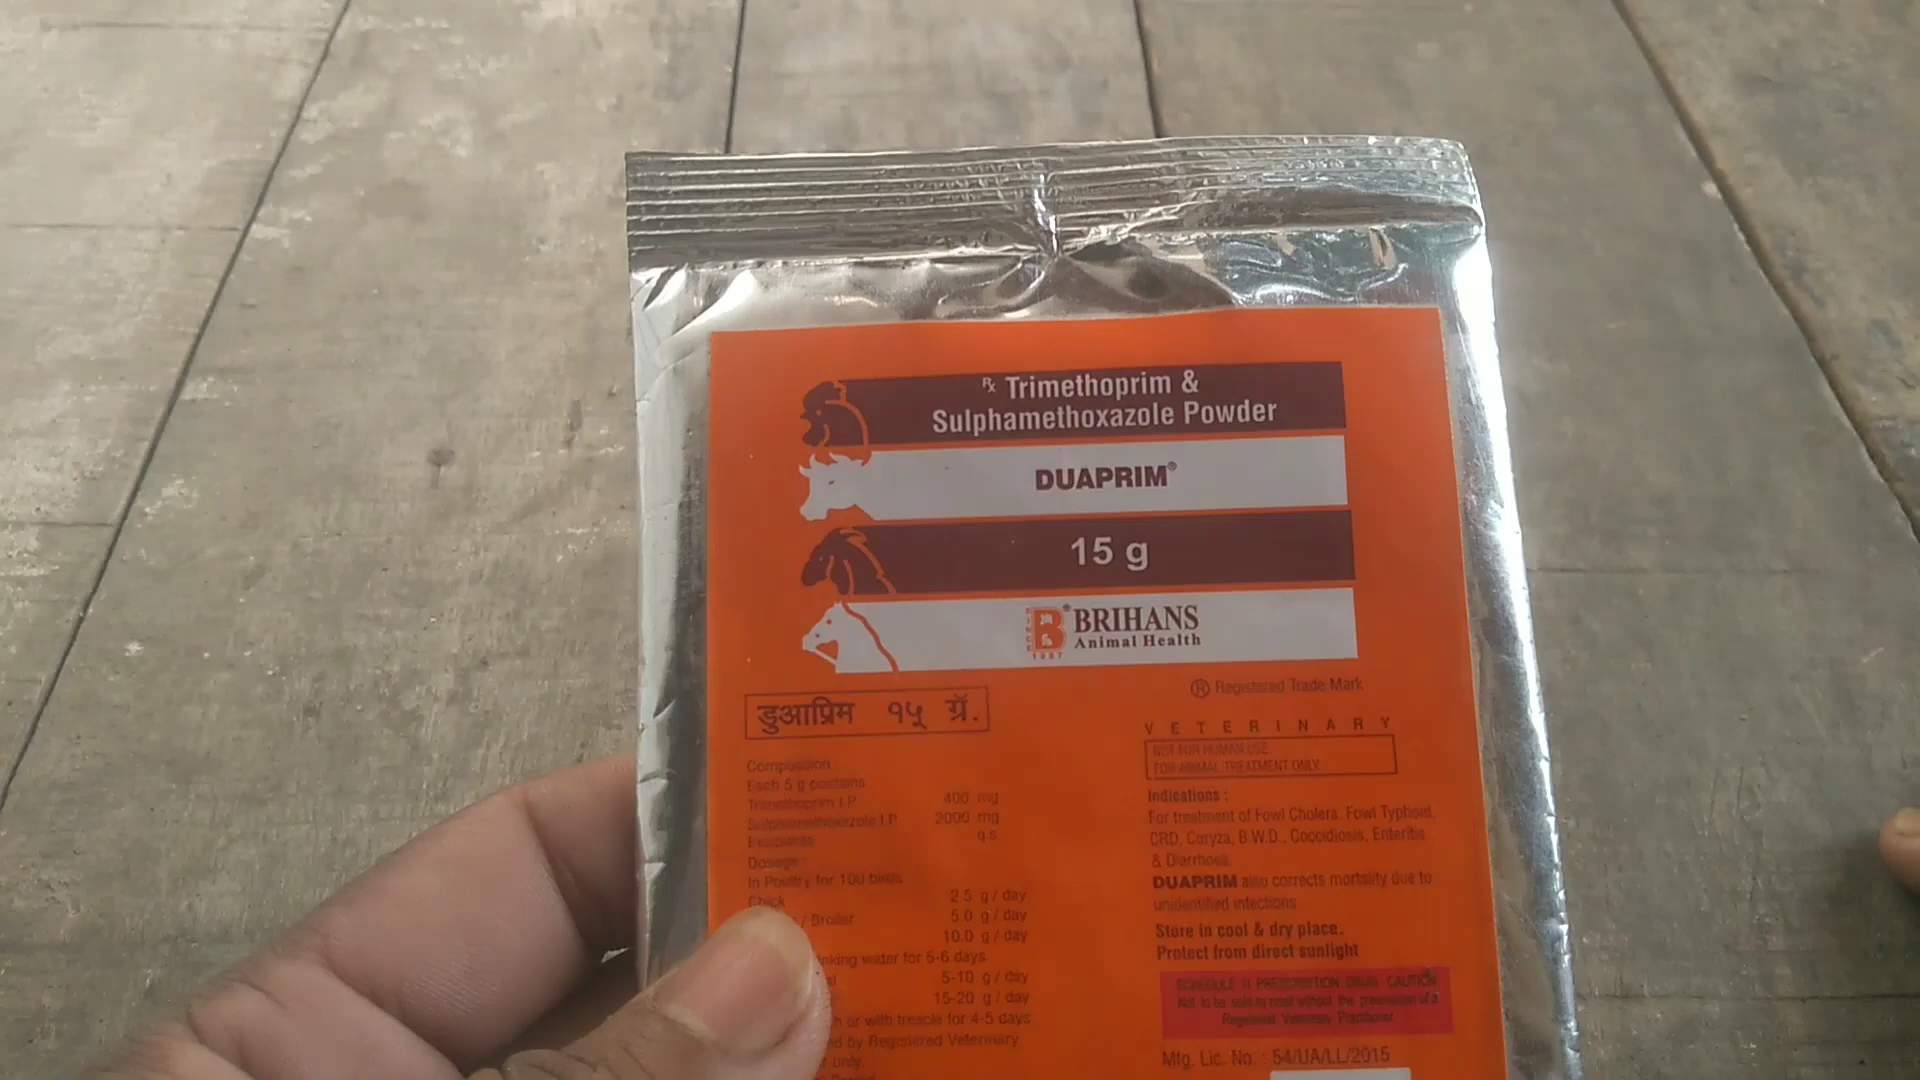 Rx Trimethoprim &
Sulphamethoxazole Powder
DUAPRIM®
15 g
SINCE B® BRIHANS
1987 Animal Health
® Registered Trade Mark
डुआप्रिम १५ ग्रॅ.
Composition :
Each 5 g contains
Trimethoprim I.P. 400 mg
Sulphamethoxazole I.P. 2000 mg
Excipients q.s.
Dosage :
In Poultry for 100 birds
Chick 2.5 g / day
/ Broiler 5.0 g / day
10.0 g / day
inking water for 5-6 days
5-10 g / day
15-20 g / day
h or with treacle for 4-5 days
ed by Registered Veterinary
only.
VETERINARY
NOT FOR HUMAN USE
FOR ANIMAL TREATMENT ONLY.
Indications :
For treatment of Fowl Cholera, Fowl Typhoid,
CRD, Coryza, B.W.D., Coccidiosis, Enteritis
& Diarrhoea.
DUAPRIM also corrects mortality due to
unidentified infections
Store in cool & dry place.
Protect from direct sunlight
SCHEDULE H PRESCRIPTION DRUG CAUTION
Not to be sold by retail without the prescription of a
Registered Veterinary Practitioner.
Mfg. Lic. No. : 54/UA/LL/2015